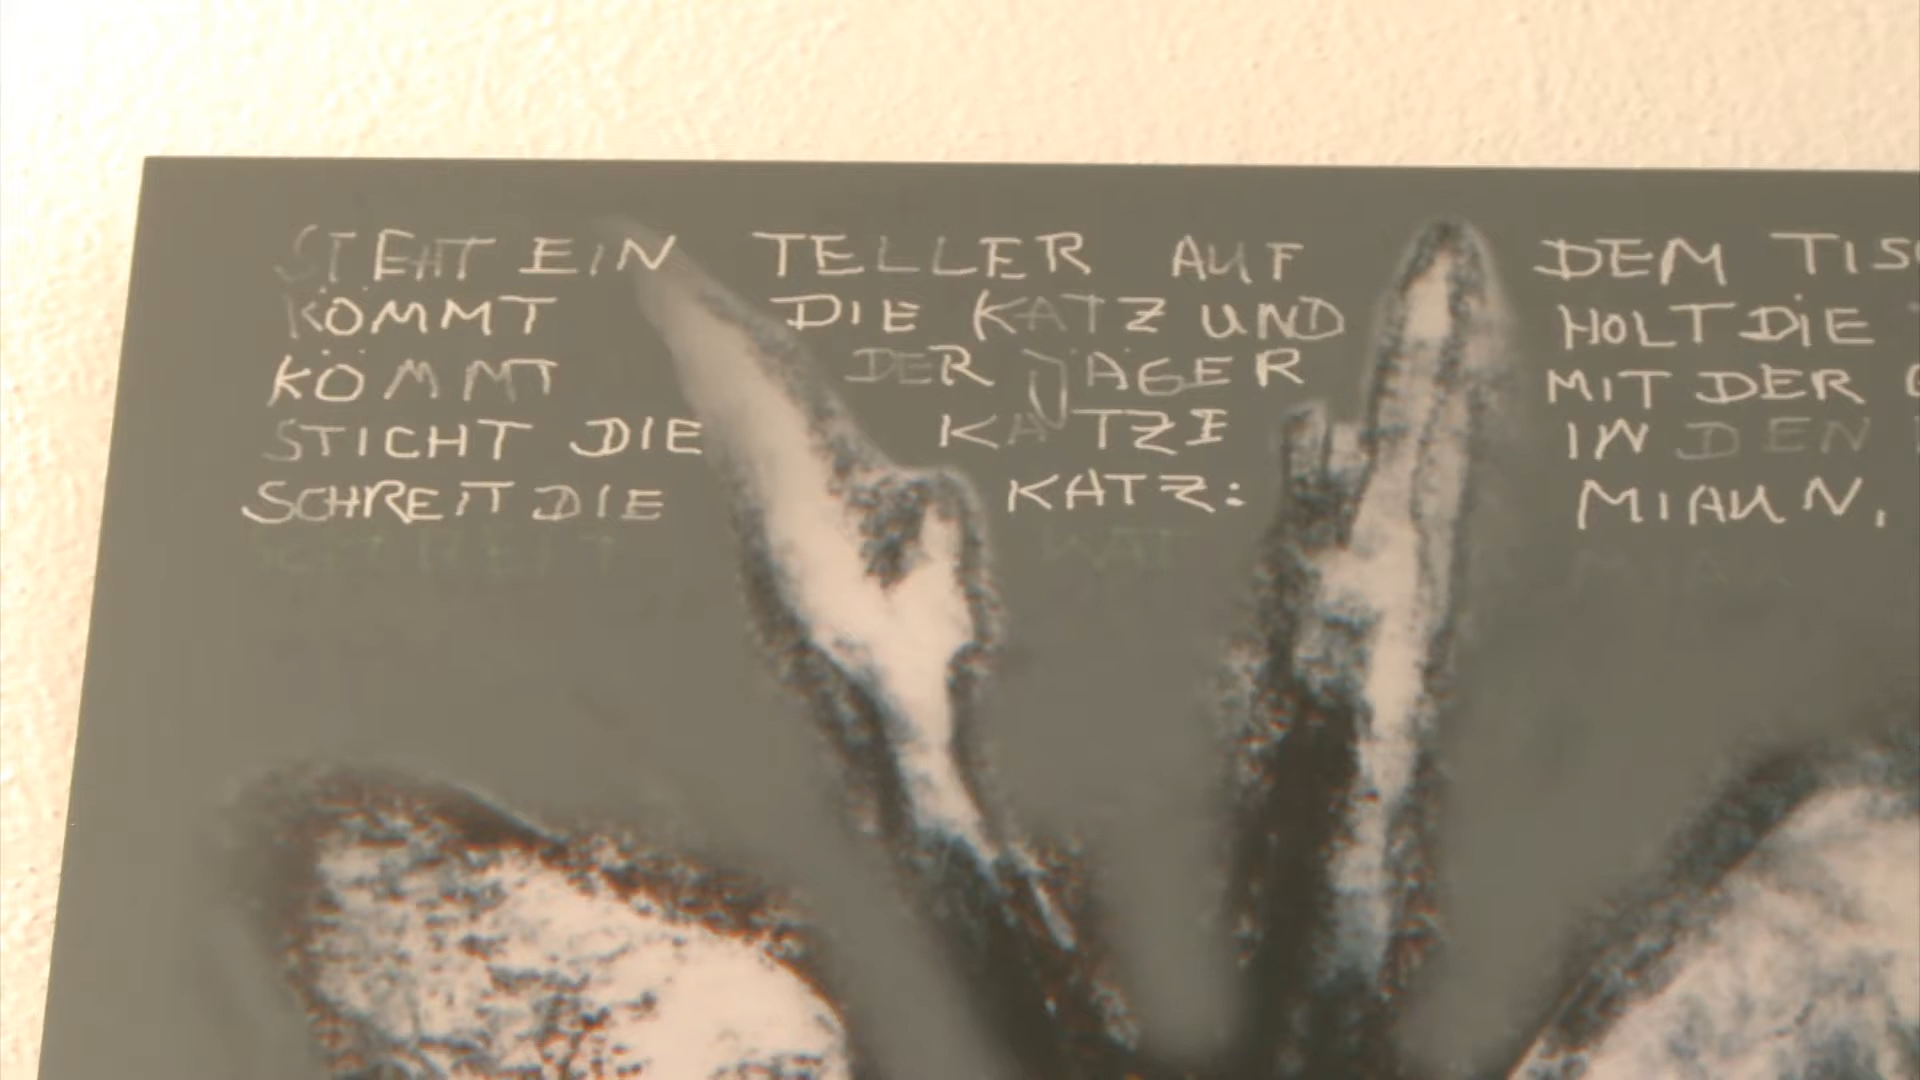 STEHT EIN TELLER AUF DEM TISC
KÖMMT DIE KATZ UND HOLT DIE
KÖMMT DER JÄGER MIT DER G
STICHT DIE KATZE IN DEN
SCHREIT DIE KATZ: MIAUN.